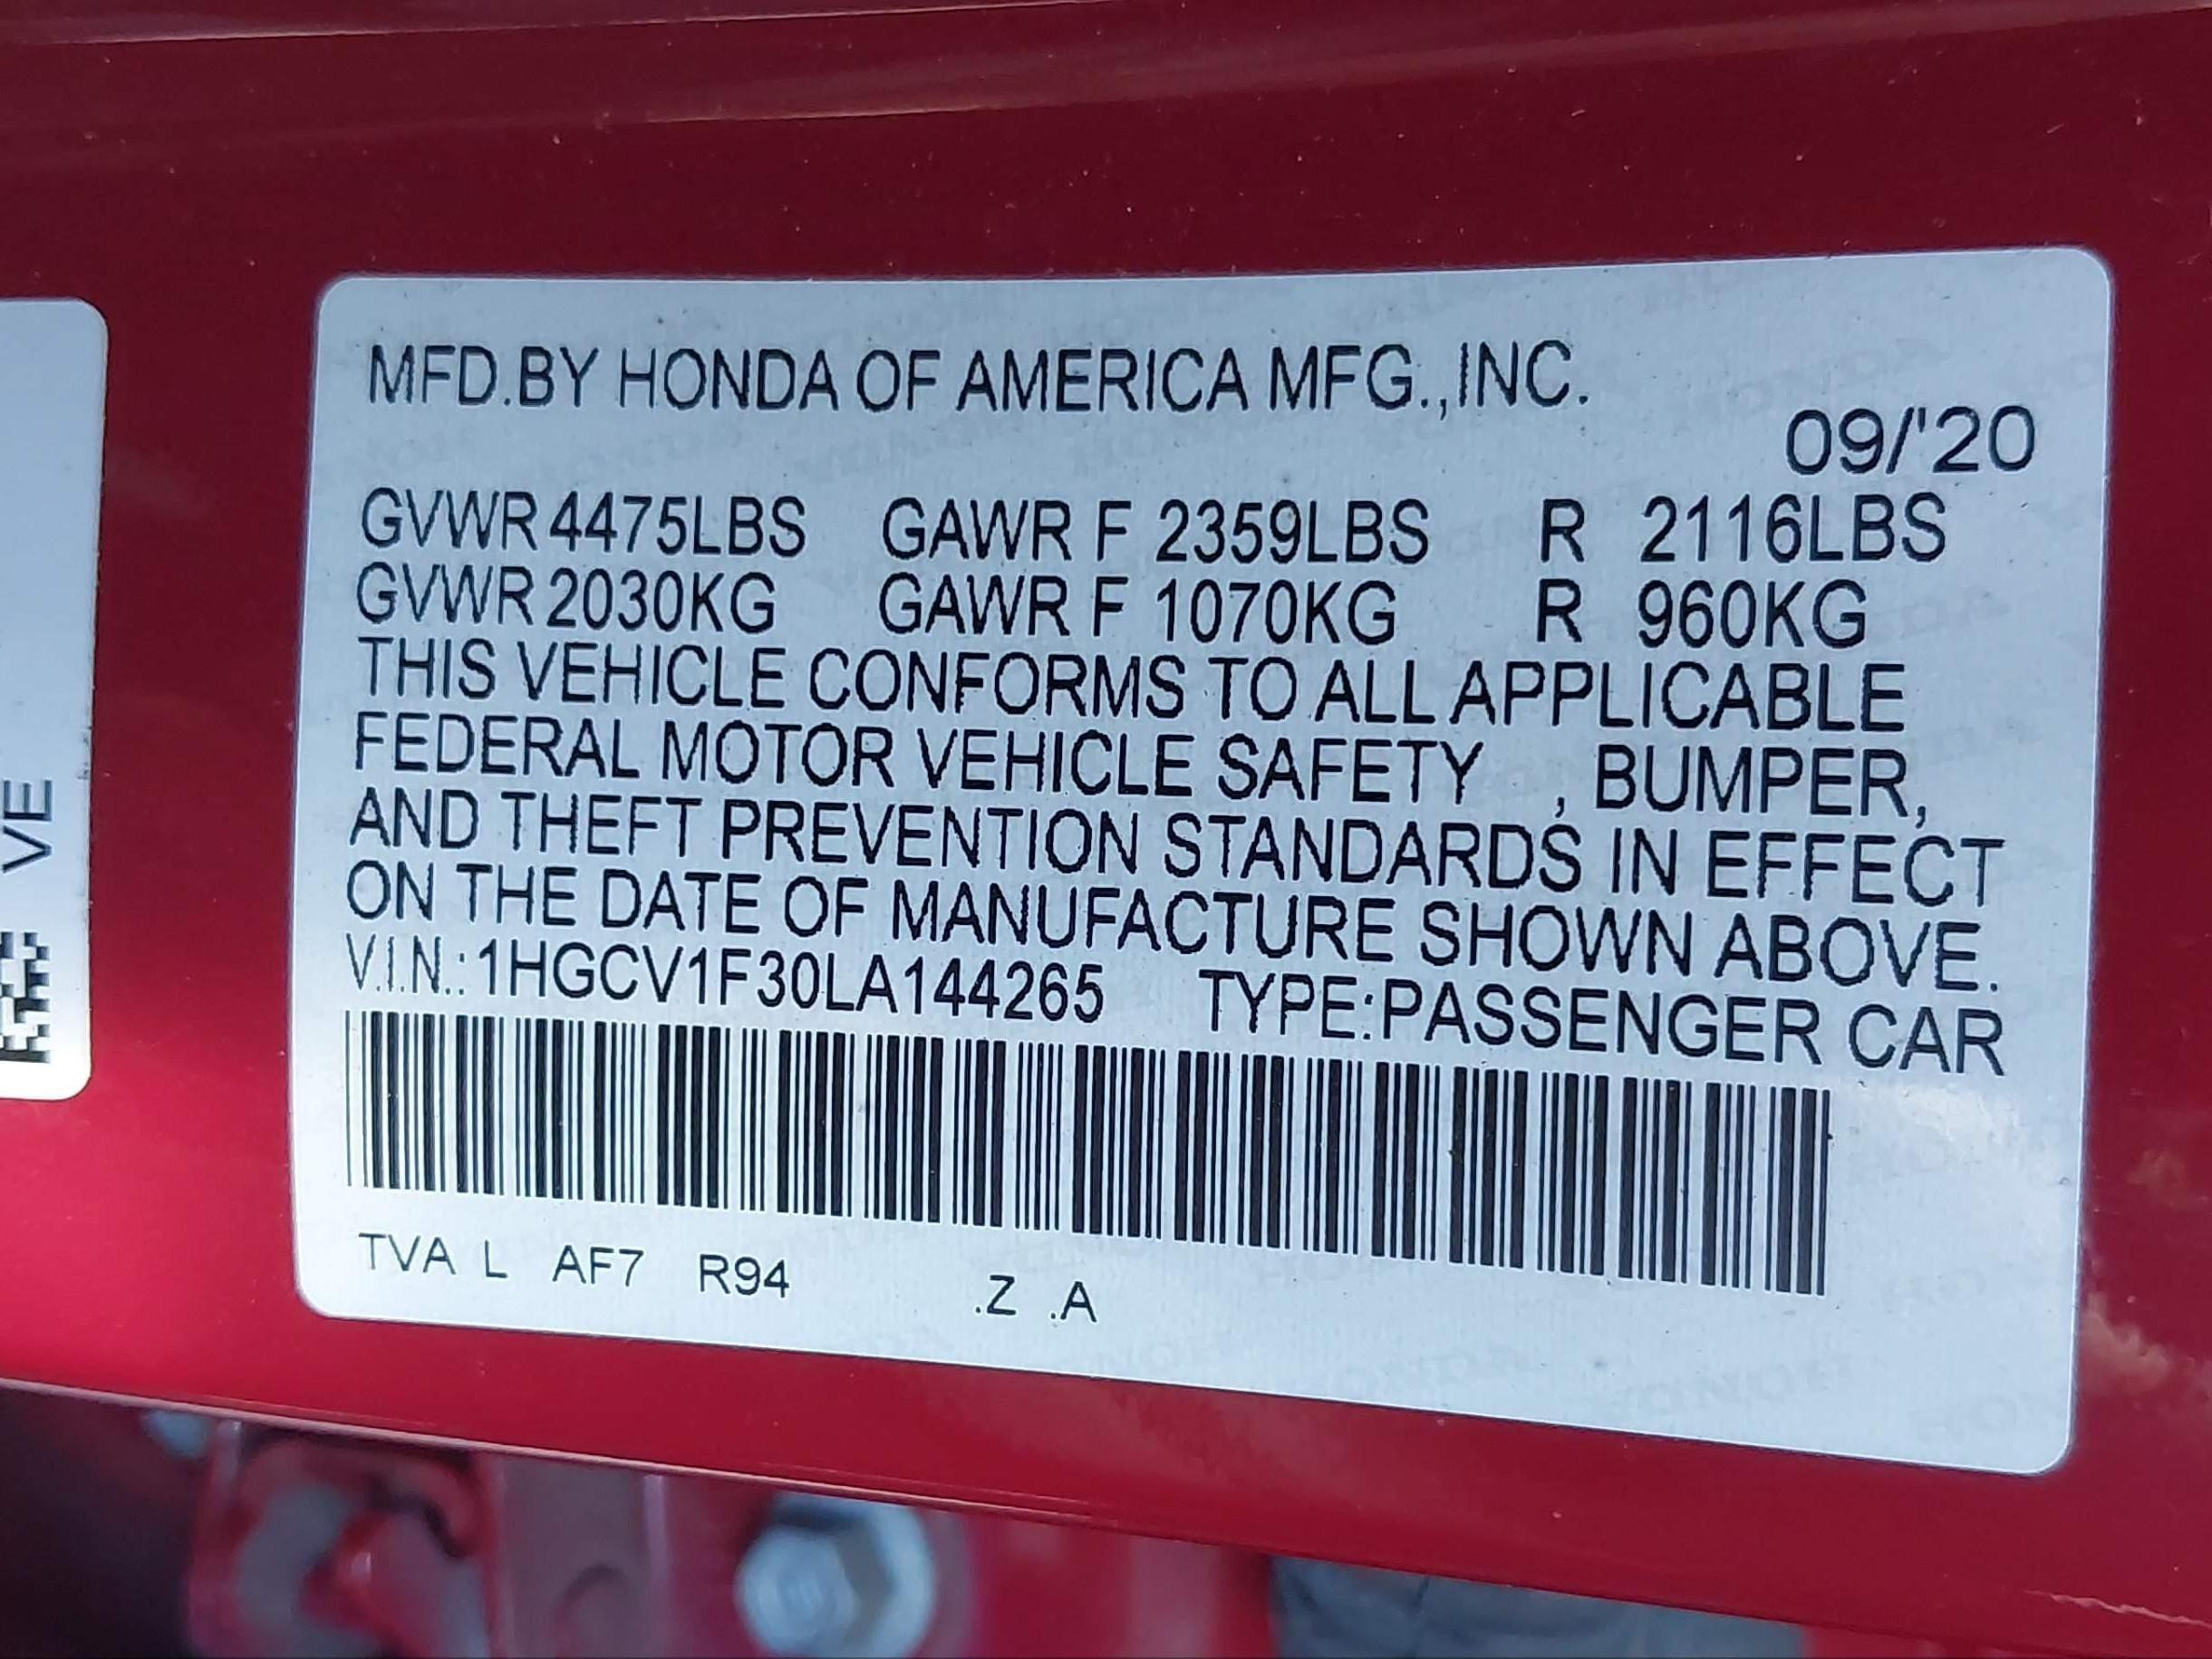 MFD.BY HONDA OF AMERICA MFG.,INC.
09/'20
GVWR 4475LBS GAWR F 2359LBS R 2116LBS
GVWR 2030KG GAWR F 1070KG R 960KG
THIS VEHICLE CONFORMS TO ALL APPLICABLE
FEDERAL MOTOR VEHICLE SAFETY , BUMPER,
AND THEFT PREVENTION STANDARDS IN EFFECT
ON THE DATE OF MANUFACTURE SHOWN ABOVE.
V.I.N.:1HGCV1F30LA144265 TYPE:PASSENGER CAR
TVA L AF7 R94 .Z .A
VE